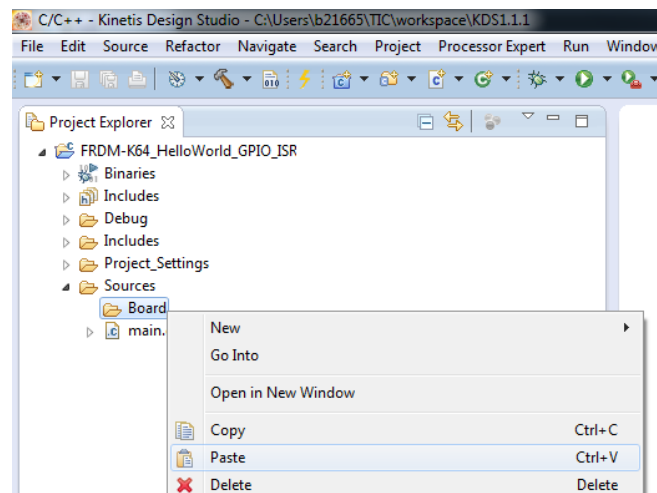 C/C++ - Kinetis Design Studio - C:\Users\b21665\TIC\workspace\KDS1.1.1
File Edit Source Refactor Navigate Search Project Processor Expert Run Window
Project Explorer
FRDM-K64_HelloWorld_GPIO_ISR
Binaries
Includes
Debug
Includes
Project_Settings
Sources
Board
main.
New
Go Into
Open in New Window
Copy Ctrl+C
Paste Ctrl+V
Delete Delete